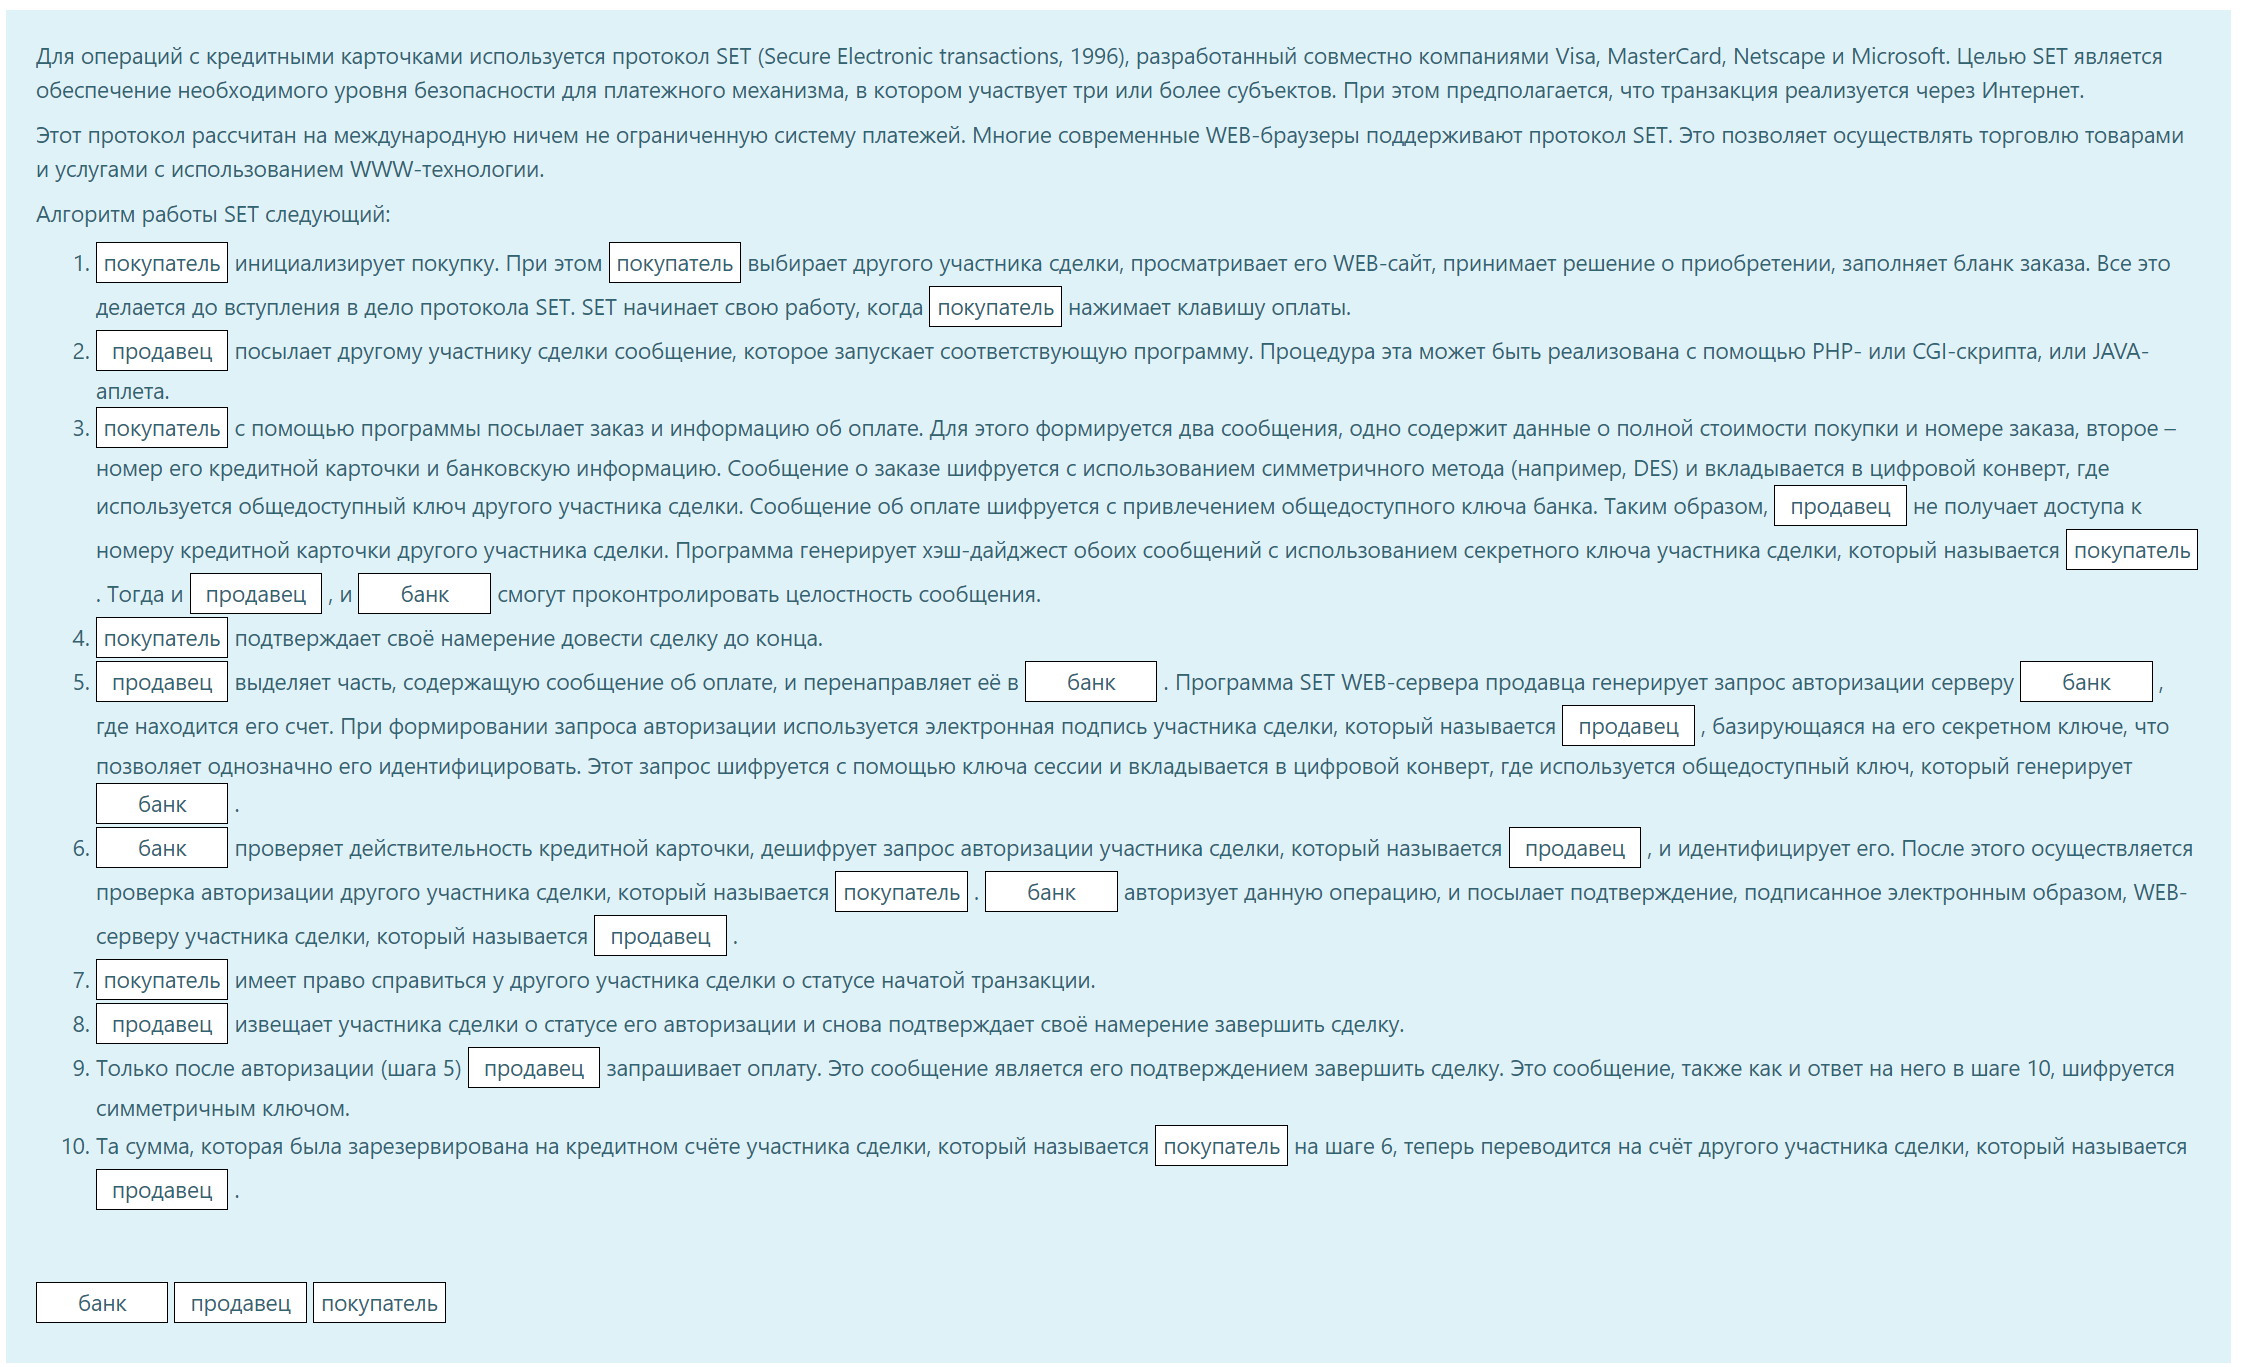 Для операций с кредитными карточками используется протокол SET (Secure Electronic transactions, 1996), разработанный совместно компаниями Visa, MasterCard, Netscape и Microsoft. Целью SET является
обеспечение необходимого уровня безопасности для платежного механизма, в котором участвует три или более субъектов. При этом предполагается, что транзакция реализуется через Интернет.
Этот протокол рассчитан на международную ничем не ограниченную систему платежей. Многие современные WEB-браузеры поддерживают протокол SET. Это позволяет осуществлять торговлю товарами
и услугами с использованием WWW-технологии.
Алгоритм работы SET следующий:
1. покупатель инициализирует покупку. При этом покупатель выбирает другого участника сделки, просматривает его WEB-сайт, принимает решение о приобретении, заполняет бланк заказа. Все это
делается до вступления в дело протокола SET. SET начинает свою работу, когда покупатель нажимает клавишу оплаты.
2. продавец посылает другому участнику сделки сообщение, которое запускает соответствующую программу. Процедура эта может быть реализована с помощью PHP- или CGI-скрипта, или JAVA-
аплета.
3. покупатель с помощью программы посылает заказ и информацию об оплате. Для этого формируется два сообщения, одно содержит данные о полной стоимости покупки и номере заказа, второе –
номер его кредитной карточки и банковскую информацию. Сообщение о заказе шифруется с использованием симметричного метода (например, DES) и вкладывается в цифровой конверт, где
используется общедоступный ключ другого участника сделки. Сообщение об оплате шифруется с привлечением общедоступного ключа банка. Таким образом, продавец не получает доступа к
номеру кредитной карточки другого участника сделки. Программа генерирует хэш-дайджест обоих сообщений с использованием секретного ключа участника сделки, который называется покупатель
. Тогда и продавец , и банк смогут проконтролировать целостность сообщения.
4. покупатель подтверждает своё намерение довести сделку до конца.
5. продавец выделяет часть, содержащую сообщение об оплате, и перенаправляет её в банк . Программа SET WEB-сервера продавца генерирует запрос авторизации серверу банк ,
где находится его счет. При формировании запроса авторизации используется электронная подпись участника сделки, который называется продавец , базирующаяся на его секретном ключе, что
позволяет однозначно его идентифицировать. Этот запрос шифруется с помощью ключа сессии и вкладывается в цифровой конверт, где используется общедоступный ключ, который генерирует
банк .
6. банк проверяет действительность кредитной карточки, дешифрует запрос авторизации участника сделки, который называется продавец , и идентифицирует его. После этого осуществляется
проверка авторизации другого участника сделки, который называется покупатель . банк авторизует данную операцию, и посылает подтверждение, подписанное электронным образом, WEB-
серверу участника сделки, который называется продавец .
7. покупатель имеет право справиться у другого участника сделки о статусе начатой транзакции.
8. продавец извещает участника сделки о статусе его авторизации и снова подтверждает своё намерение завершить сделку.
9. Только после авторизации (шага 5) продавец запрашивает оплату. Это сообщение является его подтверждением завершить сделку. Это сообщение, также как и ответ на него в шаге 10, шифруется
симметричным ключом.
10. Та сумма, которая была зарезервирована на кредитном счёте участника сделки, который называется покупатель на шаге 6, теперь переводится на счёт другого участника сделки, который называется
продавец .
банк продавец покупатель